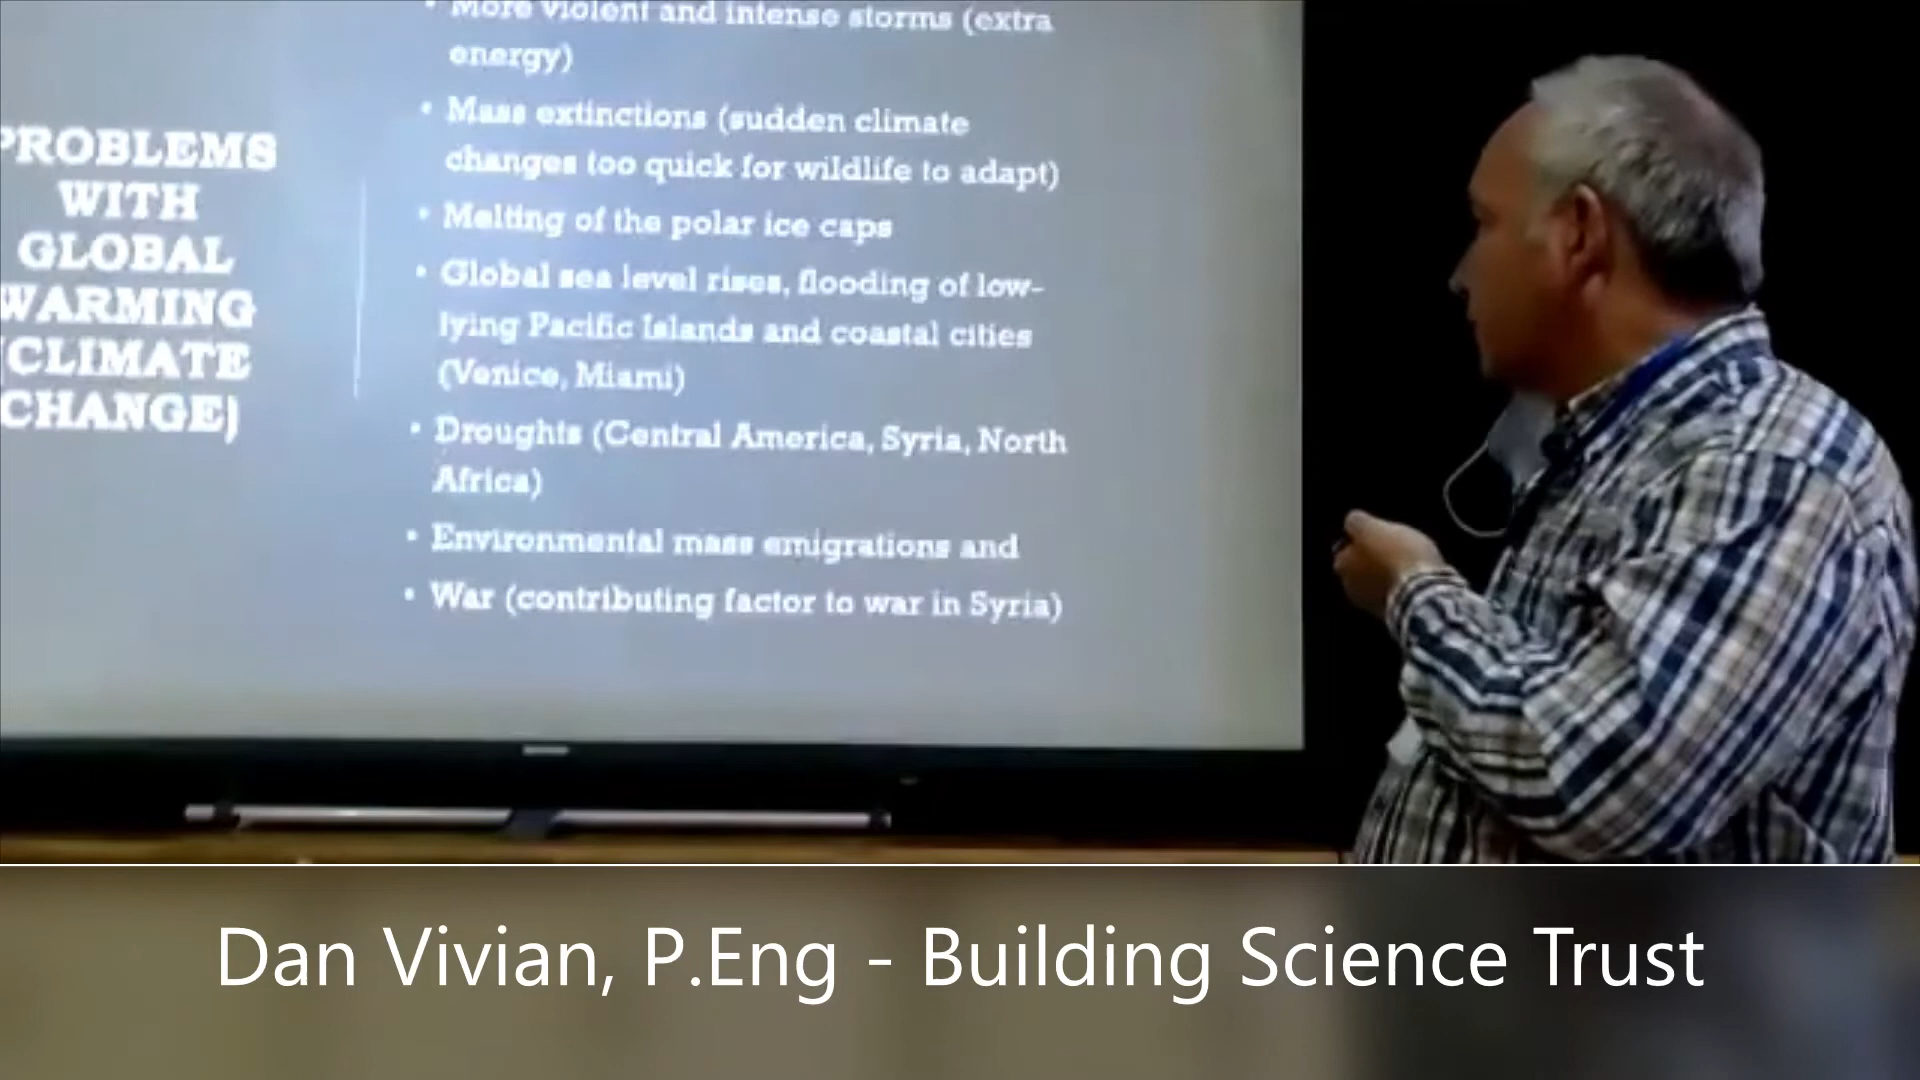 PROBLEMS
WITH
GLOBAL
WARMING
(CLIMATE
CHANGE)
• More violent and intense storms (extra
energy)
• Mass extinctions (sudden climate
changes too quick for wildlife to adapt)
• Melting of the polar ice caps
• Global sea level rises, flooding of low-
lying Pacific Islands and coastal cities
(Venice, Miami)
• Droughts (Central America, Syria, North
Africa)
• Environmental mass emigrations and
• War (contributing factor to war in Syria)
Dan Vivian, P.Eng - Building Science Trust